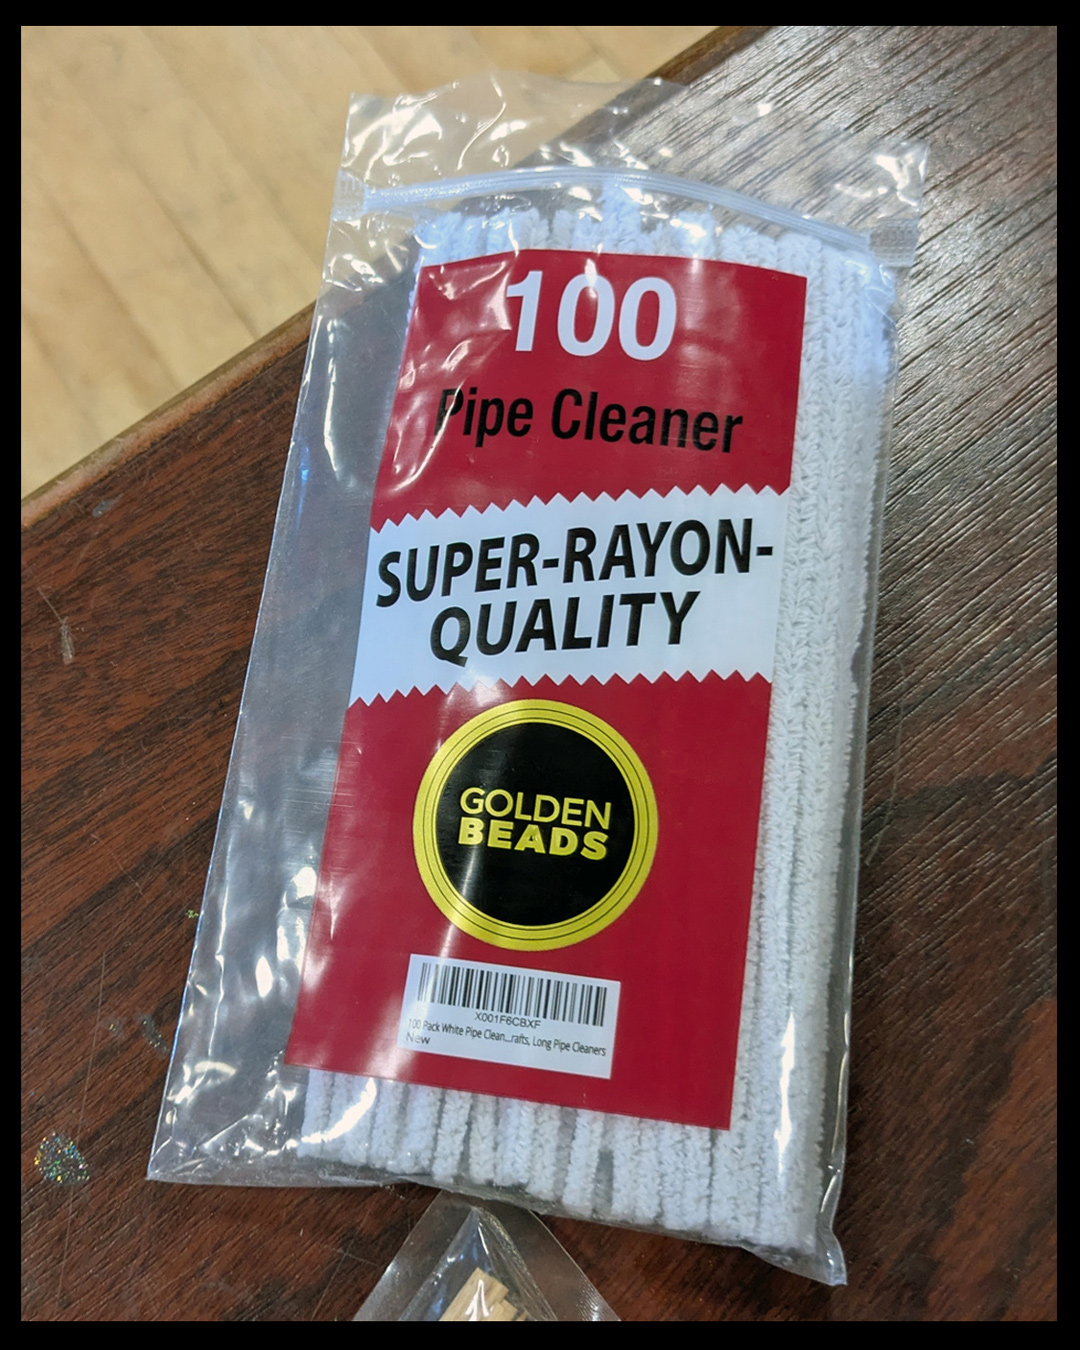 100
Pipe Cleaner
SUPER-RAYON-
QUALITY
GOLDEN
BEADS
X001F6CBXF
100 Pack White Pipe Clean...rafts, Long Pipe Cleaners
New